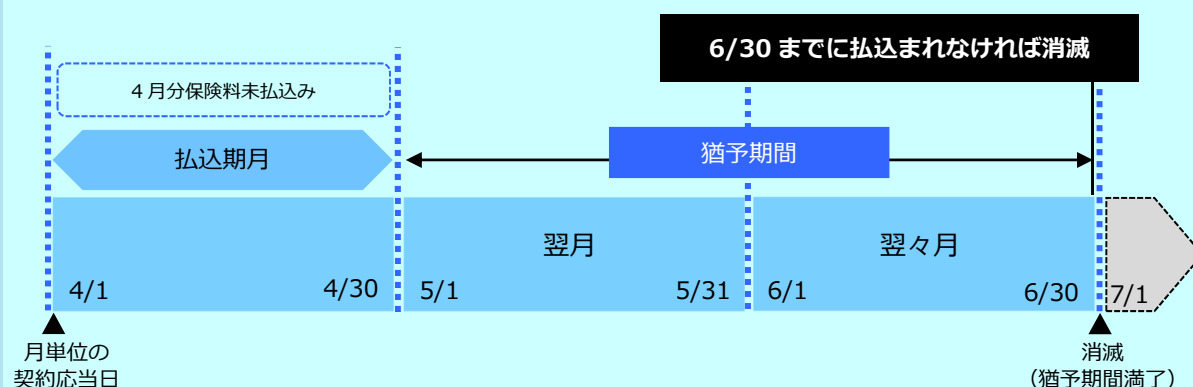 6/30 までに払込まれなければ消滅
4 月分保険料未払込み
払込期月
猶予期間
翌月
翌々月
4/1
4/30
5/1
5/31
6/1
6/30
7/1
月単位の
契約応当日
消滅
（猶予期間満了）